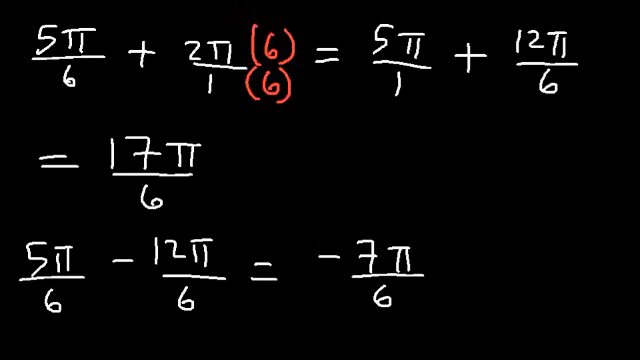 5π/6 + 2π/1 (6)/(6) = 5π/1 + 12π/6
= 17π/6
5π/6 - 12π/6 = -7π/6